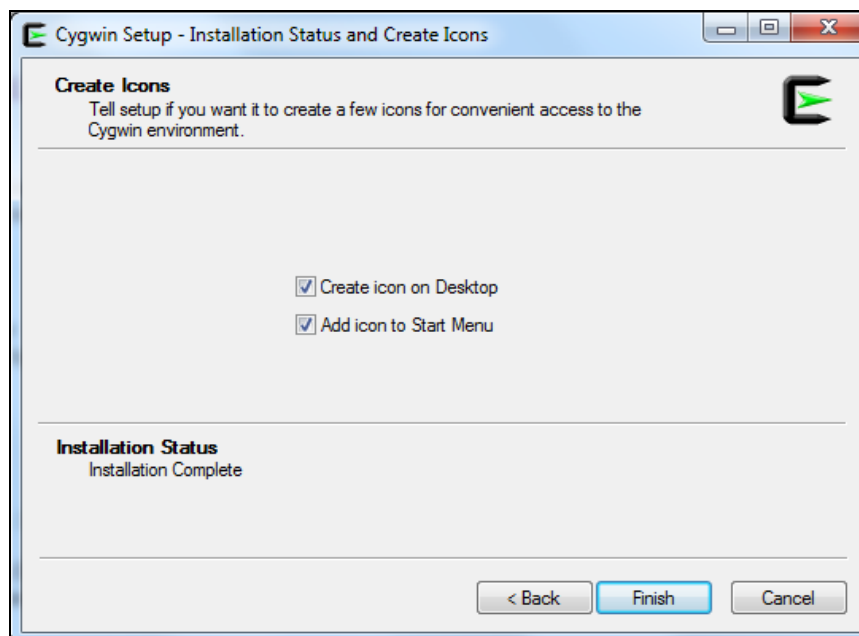 Cygwin Setup - Installation Status and Create Icons
Create Icons
Tell setup if you want it to create a few icons for convenient access to the
Cygwin environment.
Create icon on Desktop
Add icon to Start Menu
Installation Status
Installation Complete
< Back Finish Cancel